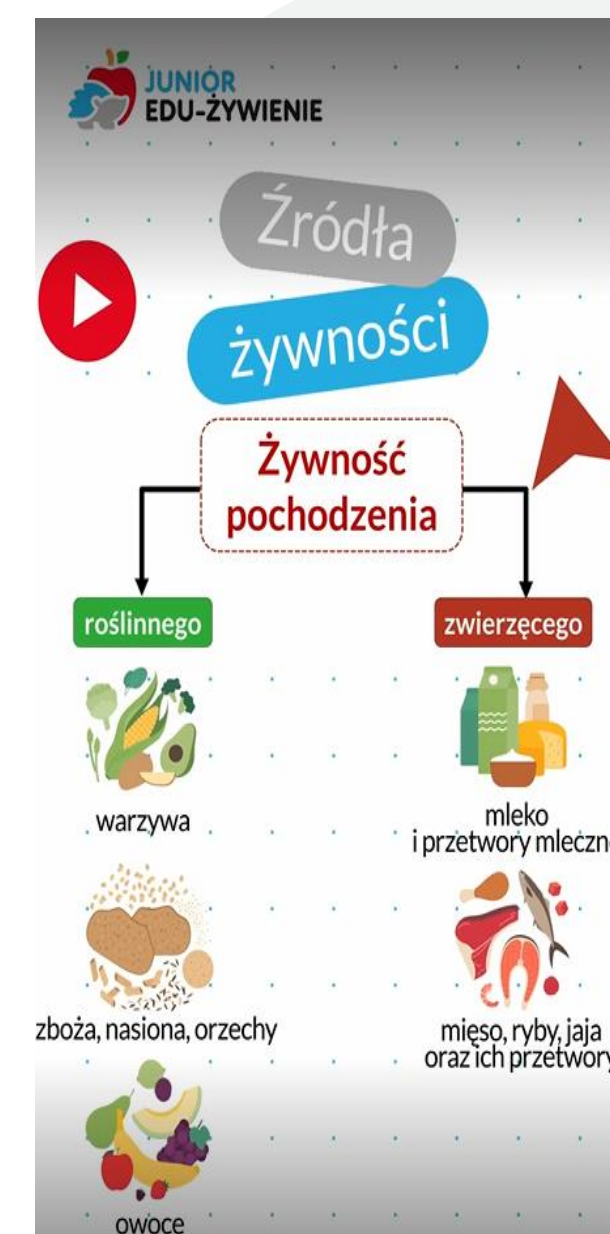 JUNIOR
EDU-ŻYWIENIE
Źródła
żywności
Żywność
pochodzenia
roślinnego
zwierzęcego
warzywa
mleko
i przetwory mleczn
zboża, nasiona, orzechy
mięso, ryby, jaja
oraz ich przetwory
owoce